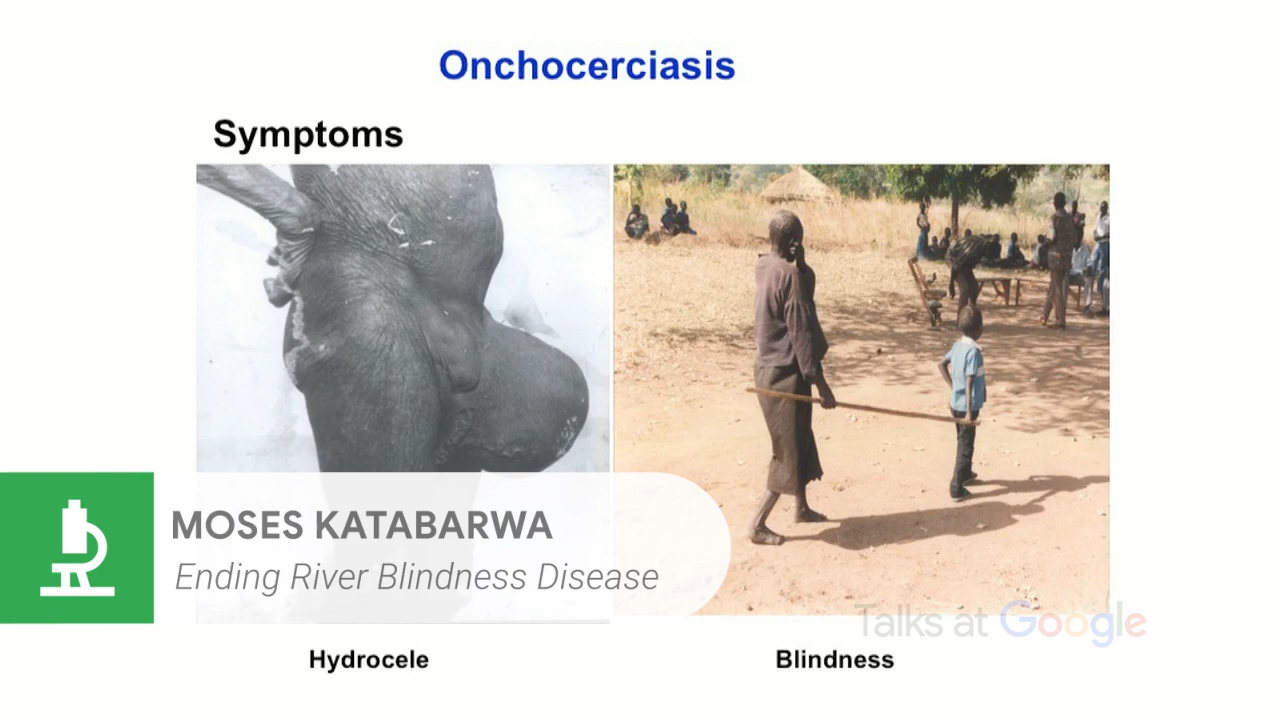 Onchocerciasis
Symptoms
MOSES KATABARWA
Ending River Blindness Disease
Talks at Google
Hydrocele
Blindness